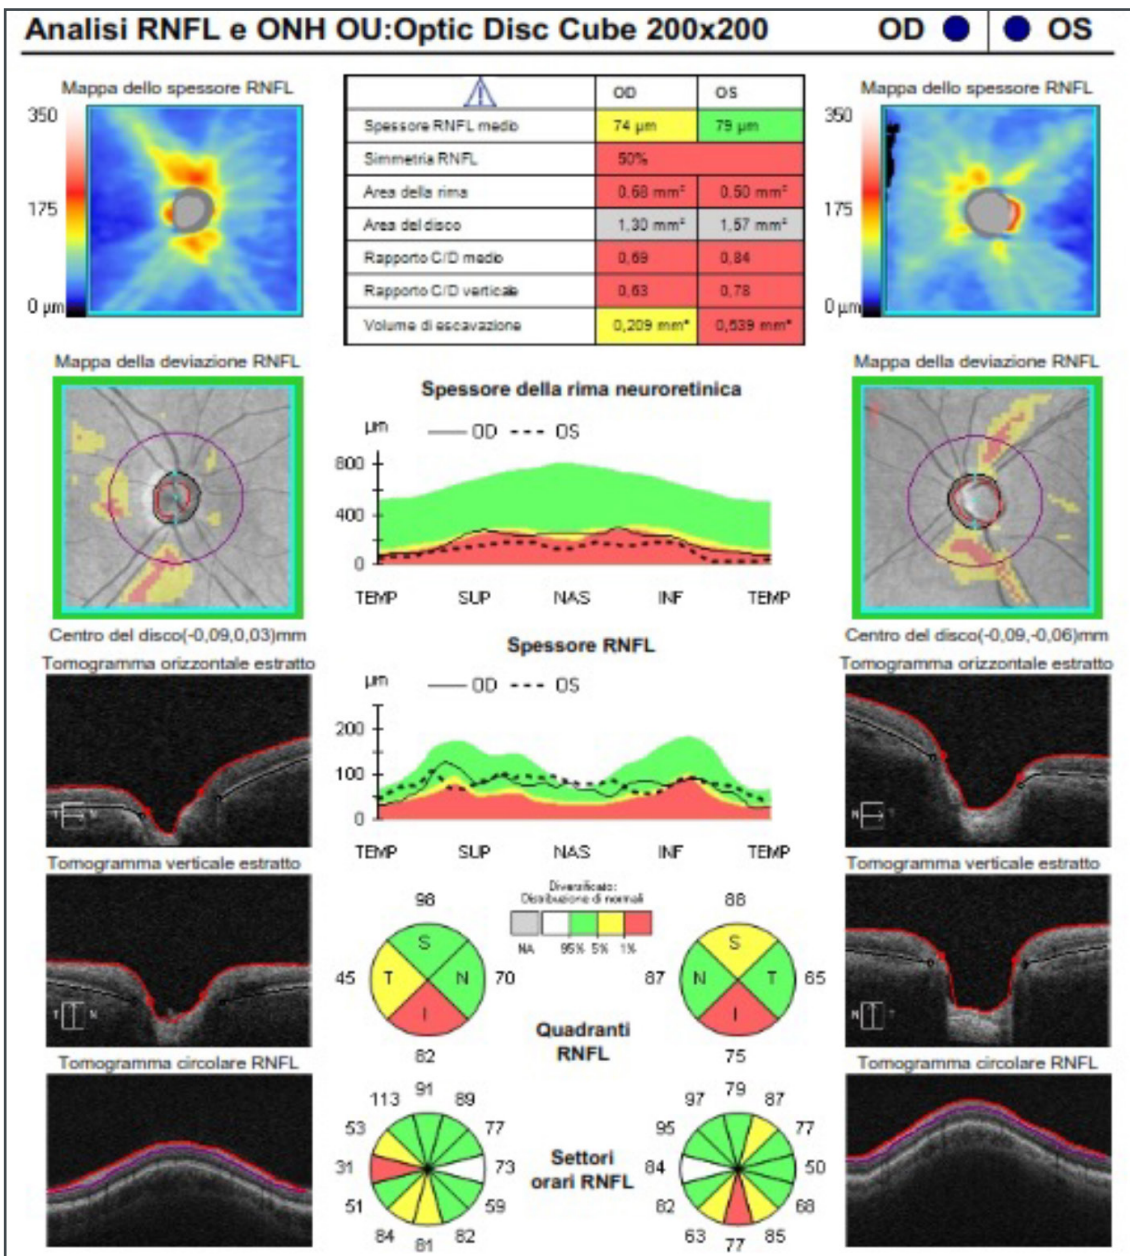 Analisi RNFL e ONH OU:Optic Disc Cube 200x200 OD OS
Mappa dello spessore RNFL
350
175
0 µm
OD OS
Spessore RNFL medio 74 µm 79 µm
Simmetria RNFL 50%
Area della rima 0,68 mm² 0,50 mm²
Area del disco 1,30 mm² 1,57 mm²
Rapporto C/D medio 0,69 0,84
Rapporto C/D verticale 0,63 0,78
Volume di escavazione 0,209 mm³ 0,539 mm³
Mappa dello spessore RNFL
350
175
0 µm
Mappa della deviazione RNFL
Centro del disco(-0,09,0,03)mm
Spessore della rima neuroretinica
µm OD OS
800
400
0
TEMP SUP NAS INF TEMP
Mappa della deviazione RNFL
Centro del disco(-0,09,-0,06)mm
Tomogramma orizzontale estratto
T N
Spessore RNFL
µm OD OS
200
100
0
TEMP SUP NAS INF TEMP
Tomogramma orizzontale estratto
N T
Tomogramma verticale estratto
T N
Tomogramma verticale estratto
N T
Diversificato:
Distribuzione di normali
NA 95% 5% 1%
98
S
45 T N 70
I
82
88
S
87 N T 65
I
75
Quadranti
RNFL
Tomogramma circolare RNFL
113 91 89
53 77
31 73
51 59
84 81 82
Settori
orari RNFL
97 79 87
95 77
84 50
82 68
63 77 85
Tomogramma circolare RNFL